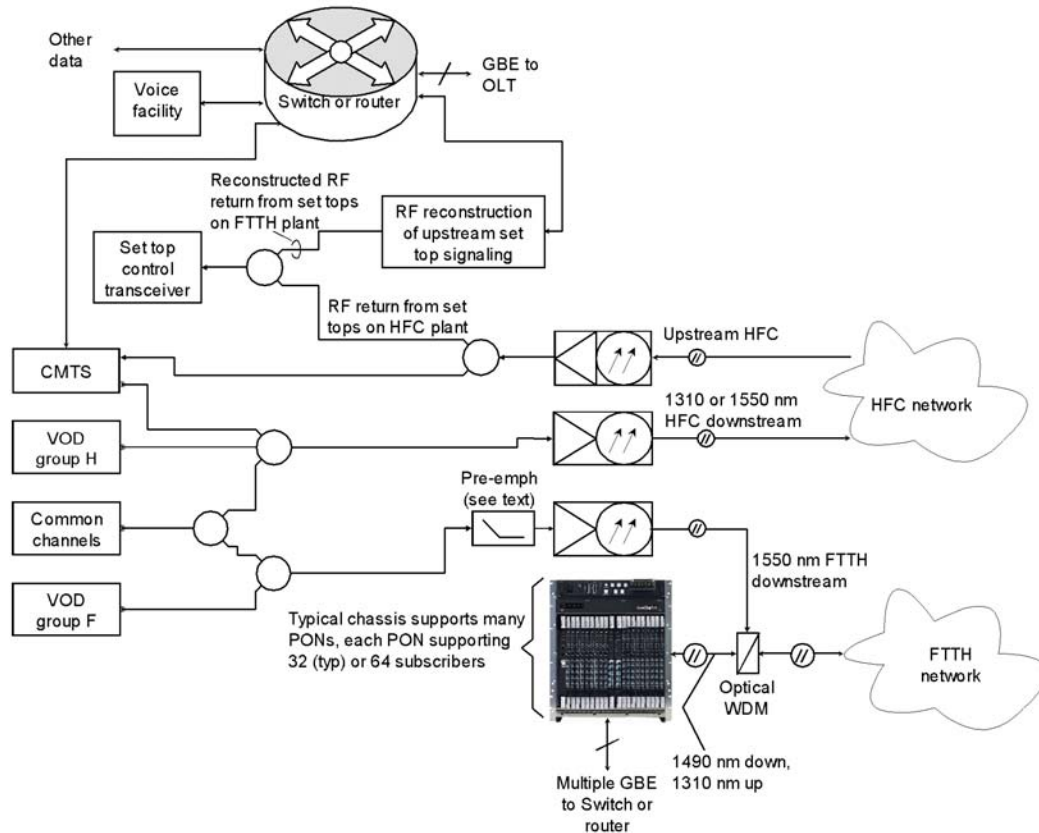 Other
data
GBE to
OLT
Voice
facility
Switch or router
Reconstructed RF
return from set tops
on FTTH plant
RF reconstruction
of upstream set
top signaling
Set top
control
transceiver
RF return from set
tops on HFC plant
Upstream HFC
CMTS
1310 or 1550 nm
HFC downstream
HFC network
VOD
group H
Pre-emph
(see text)
Common
channels
1550 nm FTTH
downstream
VOD
group F
Typical chassis supports many
PONs, each PON supporting
32 (typ) or 64 subscribers
FTTH
network
Optical
WDM
1490 nm down,
1310 nm up
Multiple GBE
to Switch or
router